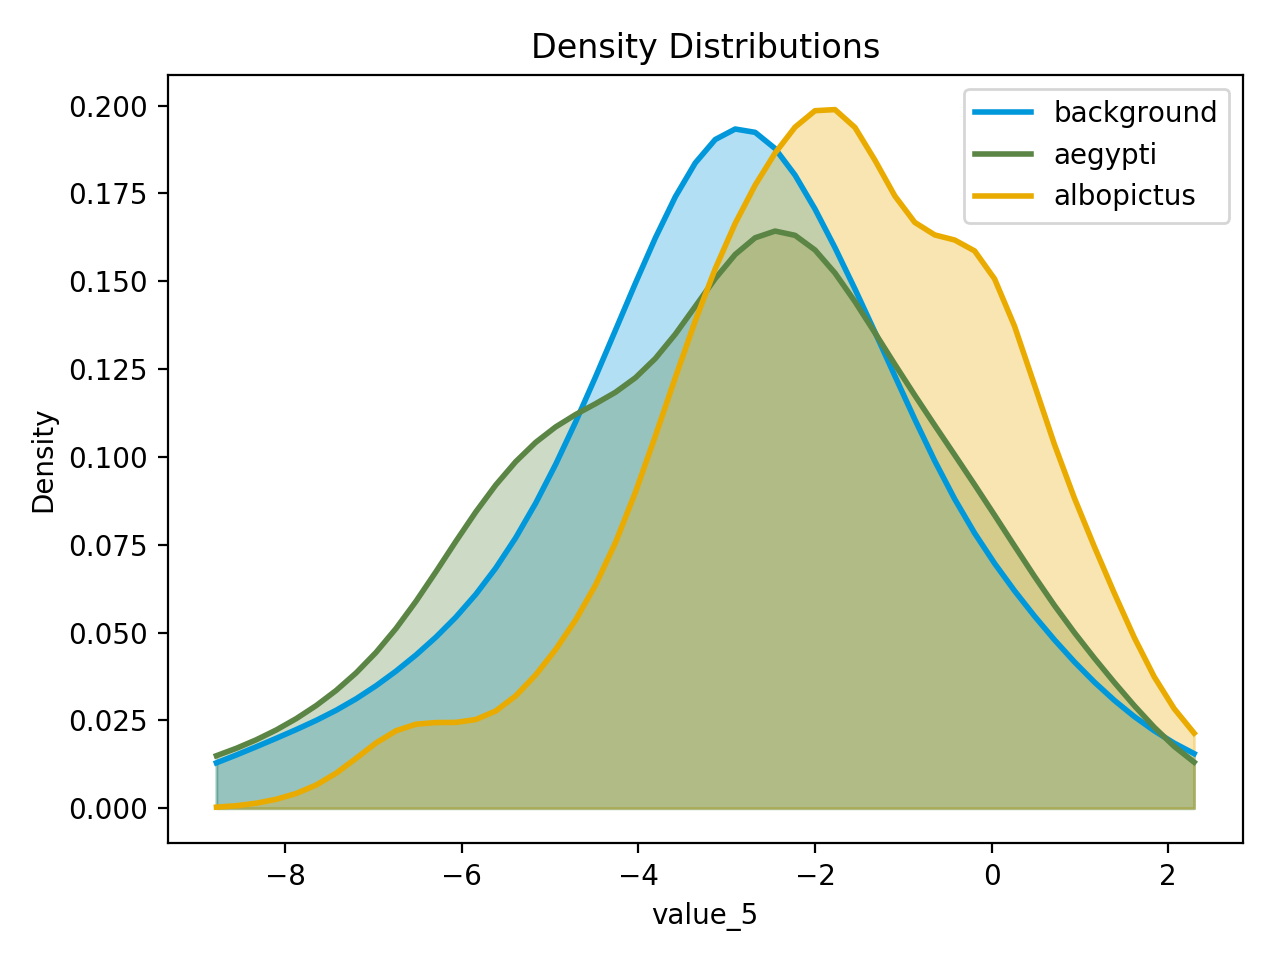 Density Distributions
background
aegypti
albopictus
0.200
0.175
0.150
0.125
0.100
0.075
0.050
0.025
0.000
Density
−8 −6 −4 −2 0 2
value_5